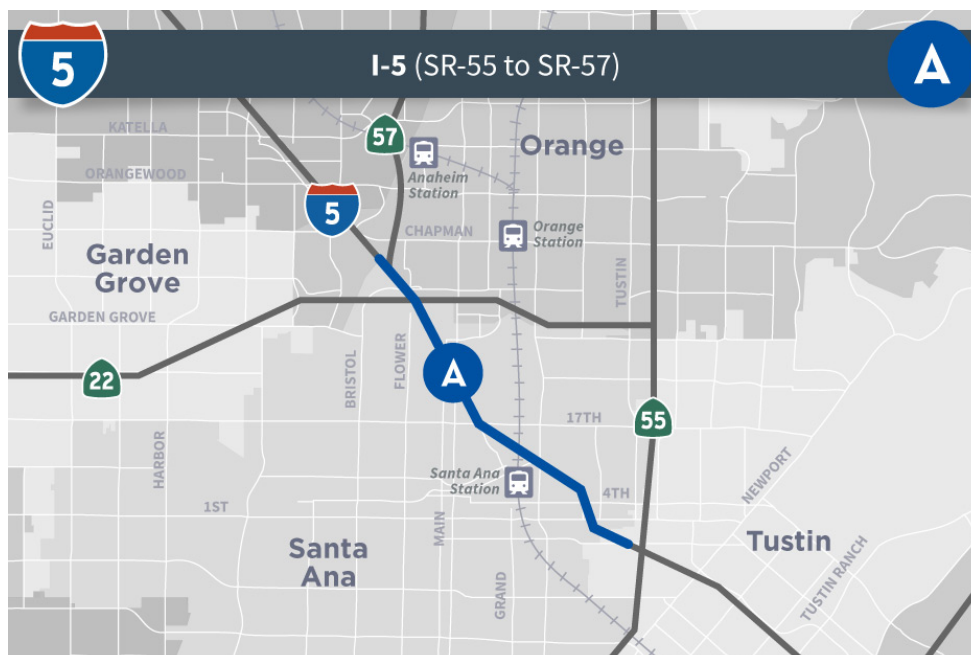 5
I-5 (SR-55 to SR-57)
A
KATELLA
57
Orange
ORANGEWOOD
Anaheim
Station
EUCLID
5
CHAPMAN
Orange
Station
Garden
Grove
TUSTIN
GARDEN GROVE
22
BRISTOL
FLOWER
A
17TH
55
HARBOR
Santa Ana
Station
4TH
NEWPORT
1ST
MAIN
Santa
Ana
GRAND
Tustin
TUSTIN RANCH